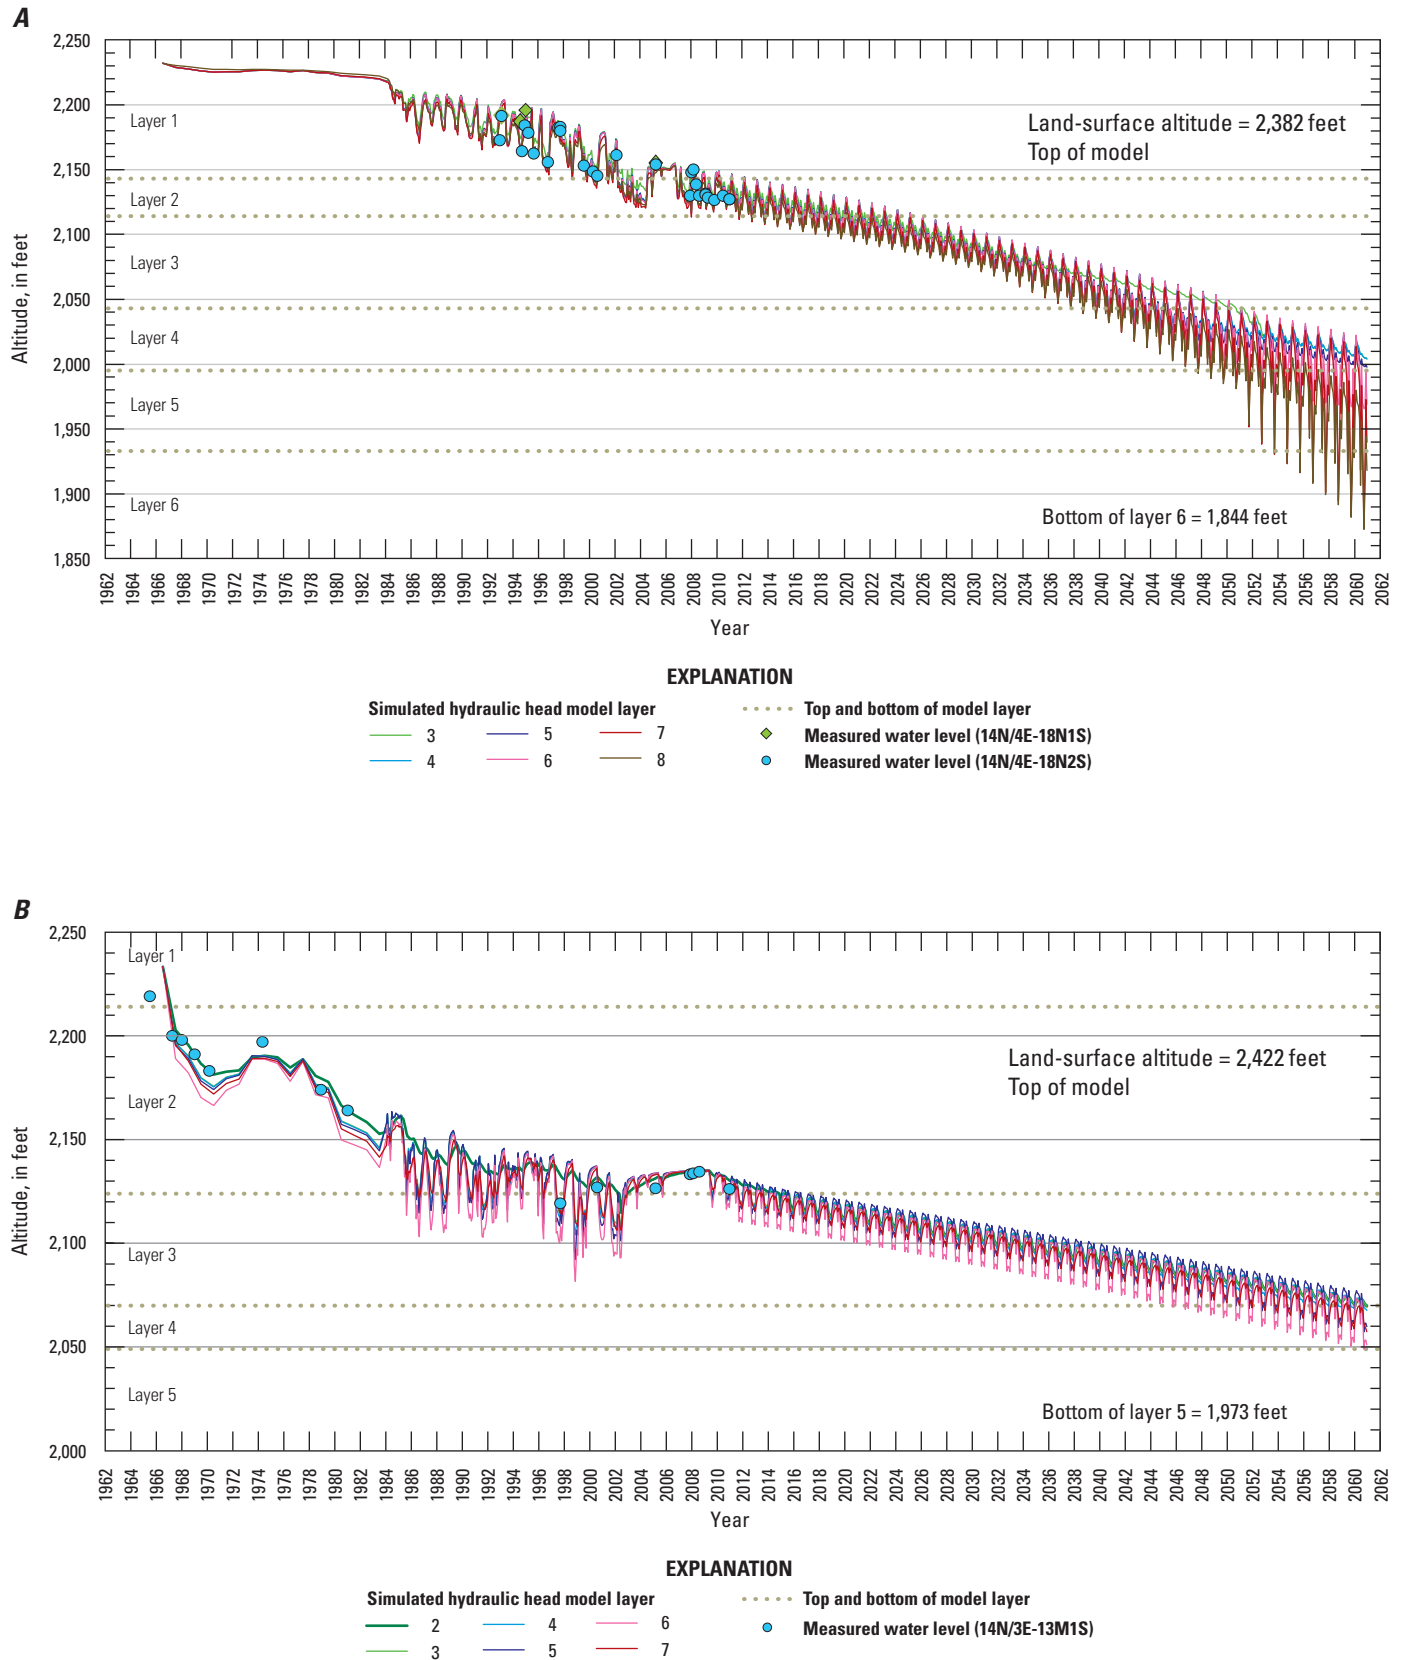 A
2,250
2,200
2,150
2,100
2,050
2,000
1,950
1,900
1,850
Altitude, in feet
Layer 1
Layer 2
Layer 3
Layer 4
Layer 5
Layer 6
Land-surface altitude = 2,382 feet
Top of model
Bottom of layer 6 = 1,844 feet
1962 1964 1966 1968 1970 1972 1974 1976 1978 1980 1982 1984 1986 1988 1990 1992 1994 1996 1998 2000 2002 2004 2006 2008 2010 2012 2014 2016 2018 2020 2022 2024 2026 2028 2030 2032 2034 2036 2038 2040 2042 2044 2046 2048 2050 2052 2054 2056 2058 2060 2062
Year
EXPLANATION
Simulated hydraulic head model layer
3 5 7
4 6 8
Top and bottom of model layer
Measured water level (14N/4E-18N1S)
Measured water level (14N/4E-18N2S)
B
2,250
2,200
2,150
2,100
2,050
2,000
Altitude, in feet
Layer 1
Layer 2
Layer 3
Layer 4
Layer 5
Land-surface altitude = 2,422 feet
Top of model
Bottom of layer 5 = 1,973 feet
1962 1964 1966 1968 1970 1972 1974 1976 1978 1980 1982 1984 1986 1988 1990 1992 1994 1996 1998 2000 2002 2004 2006 2008 2010 2012 2014 2016 2018 2020 2022 2024 2026 2028 2030 2032 2034 2036 2038 2040 2042 2044 2046 2048 2050 2052 2054 2056 2058 2060 2062
Year
EXPLANATION
Simulated hydraulic head model layer
2 4 6
3 5 7
Top and bottom of model layer
Measured water level (14N/3E-13M1S)